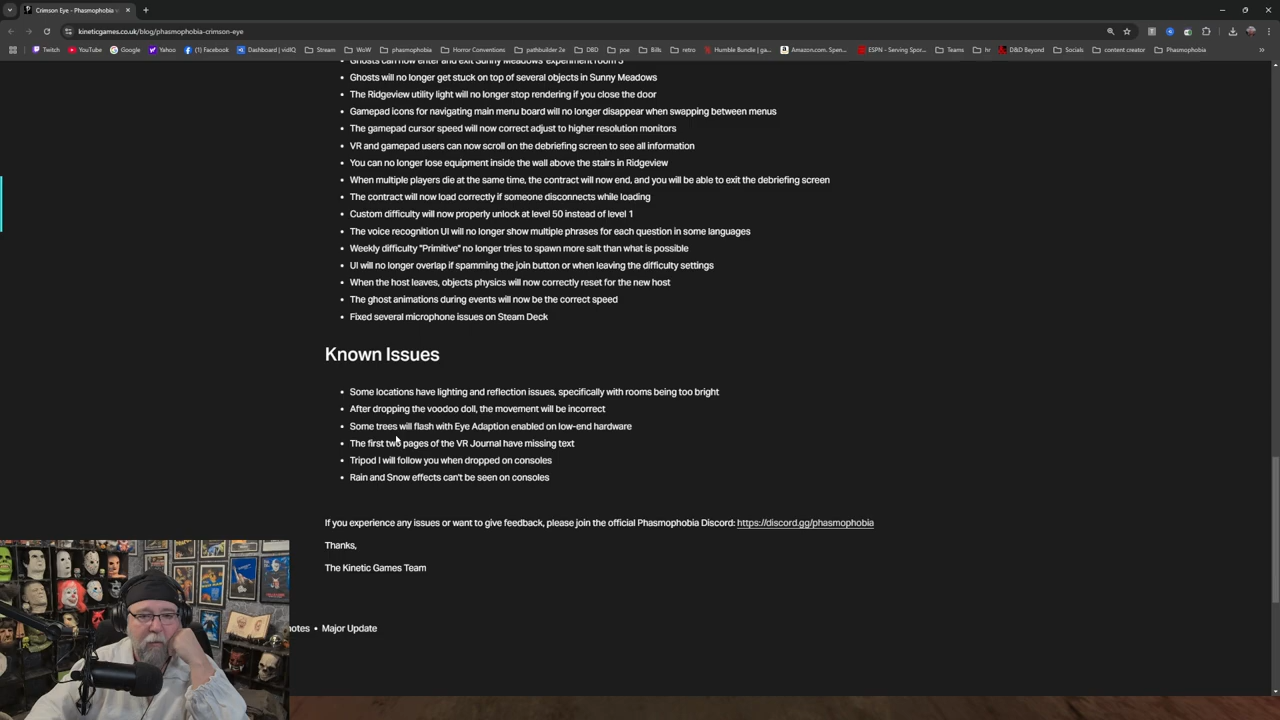 Crimson Eye - Phasmophobia
kineticgames.co.uk/blog/phasmophobia-crimson-eye
Twitch YouTube Google Yahoo (1) Facebook Dashboard | vidIQ Stream WoW phasmophobia Horror Conventions pathbuilder 2e DBD poe Bills retro Humble Bundle | ga... Amazon.com. Spen... ESPN - Serving Spor... Teams hr D&D Beyond Socials content creator Phasmophobia
Ghosts can now enter and exit Sunny Meadows' experiment room 3
Ghosts will no longer get stuck on top of several objects in Sunny Meadows
The Ridgeview utility light will no longer stop rendering if you close the door
Gamepad icons for navigating main menu board will no longer disappear when swapping between menus
The gamepad cursor speed will now correct adjust to higher resolution monitors
VR and gamepad users can now scroll on the debriefing screen to see all information
You can no longer lose equipment inside the wall above the stairs in Ridgeview
When multiple players die at the same time, the contract will now end, and you will be able to exit the debriefing screen
The contract will now load correctly if someone disconnects while loading
Custom difficulty will now properly unlock at level 50 instead of level 1
The voice recognition UI will no longer show multiple phrases for each question in some languages
Weekly difficulty "Primitive" no longer tries to spawn more salt than what is possible
UI will no longer overlap if spamming the join button or when leaving the difficulty settings
When the host leaves, objects physics will now correctly reset for the new host
The ghost animations during events will now be the correct speed
Fixed several microphone issues on Steam Deck
Known Issues
Some locations have lighting and reflection issues, specifically with rooms being too bright
After dropping the voodoo doll, the movement will be incorrect
Some trees will flash with Eye Adaption enabled on low-end hardware
The first two pages of the VR Journal have missing text
Tripod I will follow you when dropped on consoles
Rain and Snow effects can't be seen on consoles
If you experience any issues or want to give feedback, please join the official Phasmophobia Discord: https://discord.gg/phasmophobia
Thanks,
The Kinetic Games Team
notes • Major Update